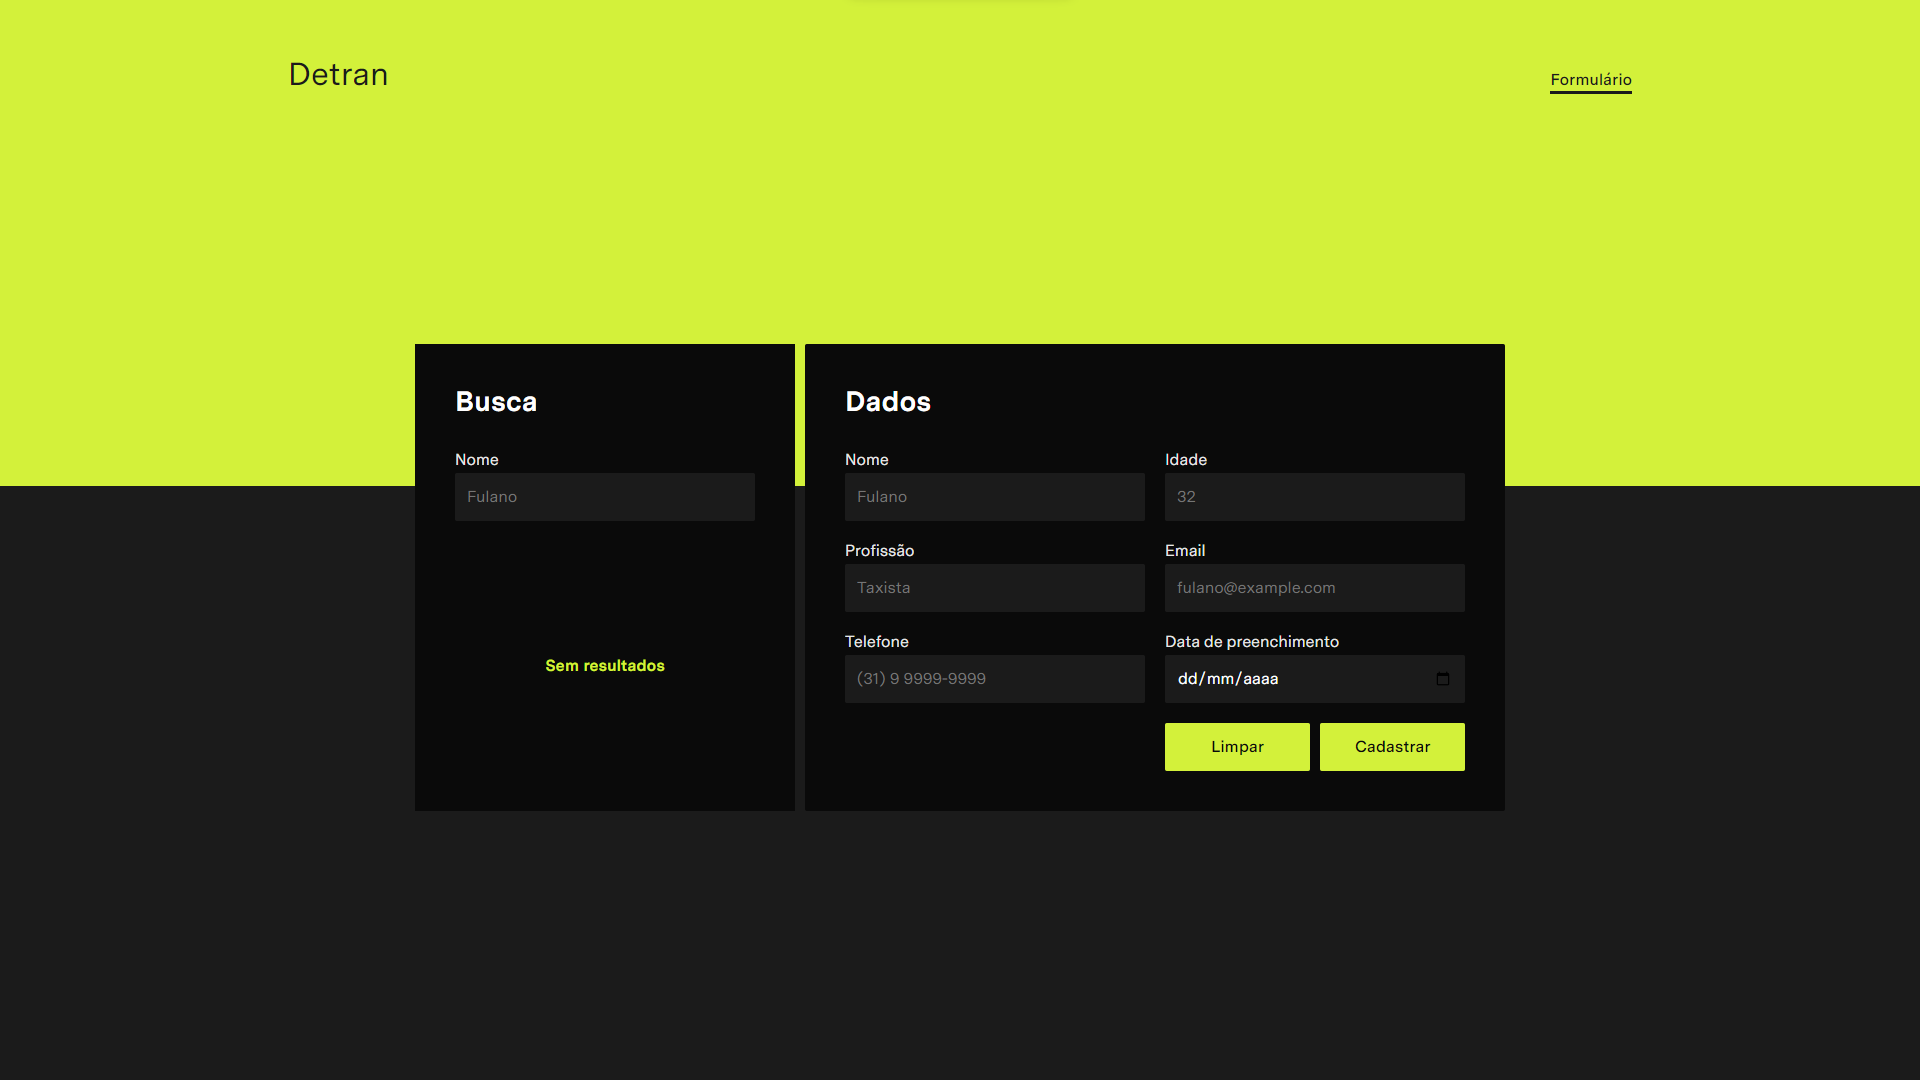 Detran
Formulário
Busca
Nome
Fulano
Sem resultados
Dados
Nome
Idade
Fulano
32
Profissão
Email
Taxista
fulano@example.com
Telefone
Data de preenchimento
(31) 9 9999-9999
dd/mm/aaaa
Limpar
Cadastrar